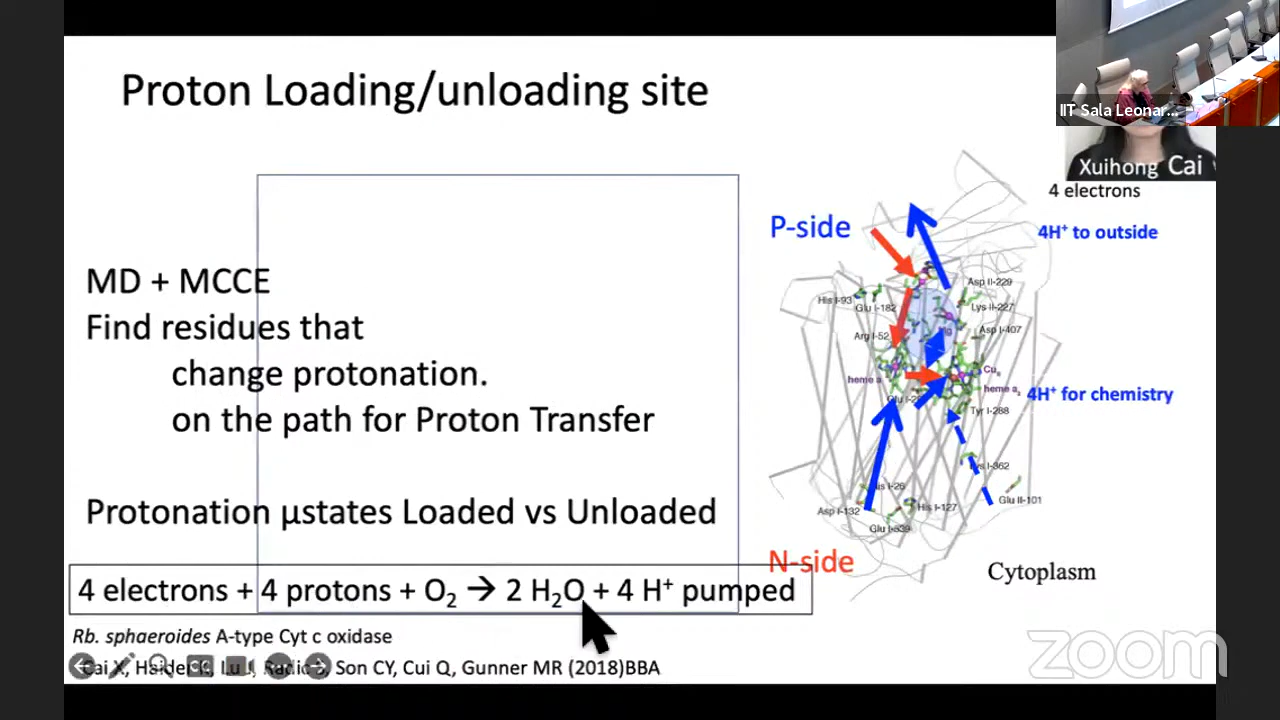 Proton Loading/unloading site
IIT Sala Leonar...
Xuihong Cai
4 electrons
P-side
4H⁺ to outside
MD + MCCE
Find residues that
change protonation.
on the path for Proton Transfer
Asp II-229
His I-93
Glu I-182
Lys II-227
Mg
Asp I-407
Arg I-52
Cu_B
heme a
heme a₃
4H⁺ for chemistry
Tyr I-288
Lys I-362
Glu II-101
Asp I-132
His I-127
Protonation µstates Loaded vs Unloaded
N-side
Cytoplasm
4 electrons + 4 protons + O₂ → 2 H₂O + 4 H⁺ pumped
Rb. sphaeroides A-type Cyt c oxidase
Cai X, Son CY, Cui Q, Gunner MR (2018)BBA
zoom